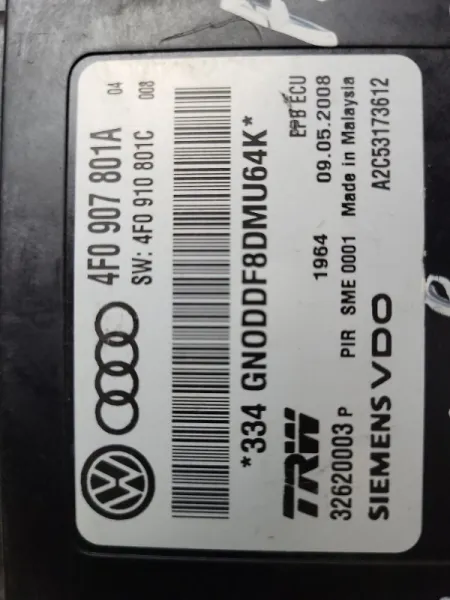 4F0 907 801A 04
SW: 4F0 910 801C 008
*334 GNODDF8DMU64K*
TRW 1964 EPB ECU
32620003 P PIR SME 0001 09.05.2008
SIEMENS VDO Made in Malaysia
A2C53173612